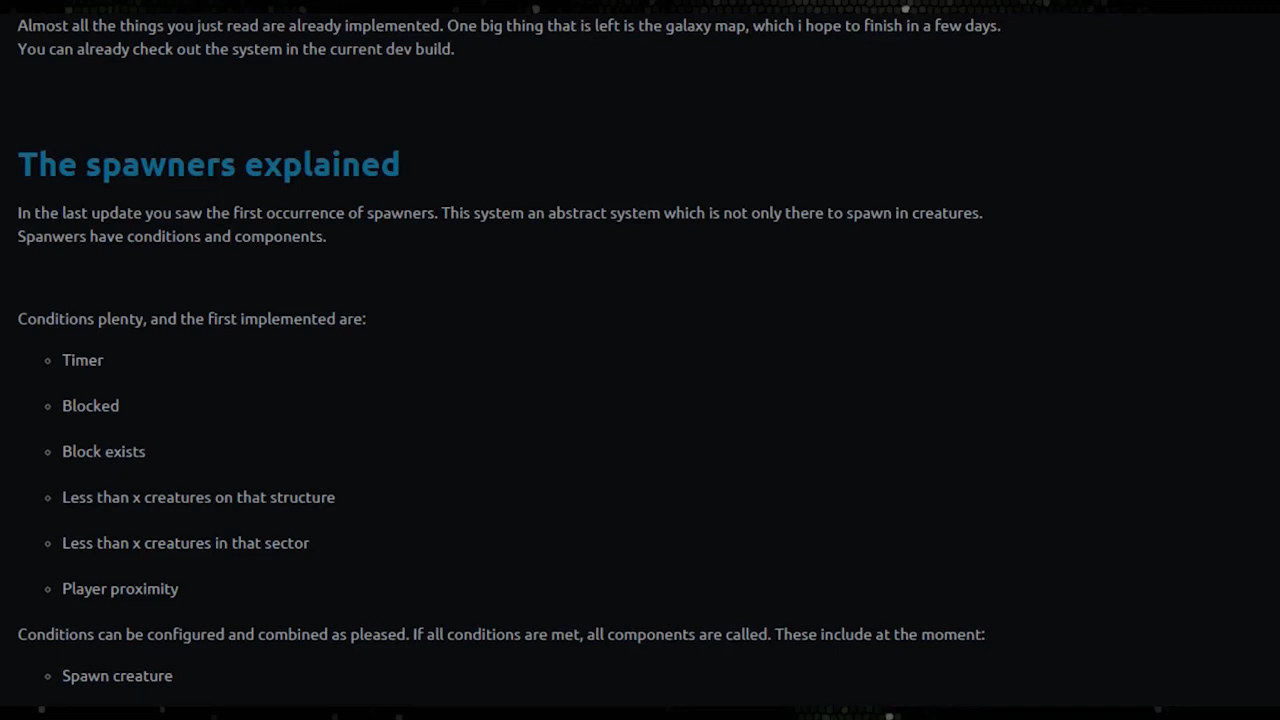 Almost all the things you just read are already implemented. One big thing that is left is the galaxy map, which i hope to finish in a few days.
You can already check out the system in the current dev build.
The spawners explained
In the last update you saw the first occurrence of spawners. This system an abstract system which is not only there to spawn in creatures.
Spanwers have conditions and components.
Conditions plenty, and the first implemented are:
Timer
Blocked
Block exists
Less than x creatures on that structure
Less than x creatures in that sector
Player proximity
Conditions can be configured and combined as pleased. If all conditions are met, all components are called. These include at the moment:
Spawn creature